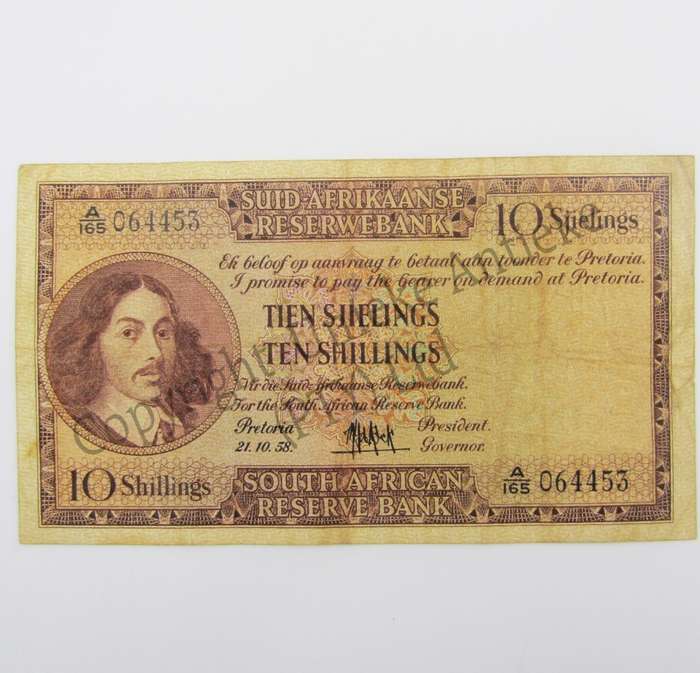 A/165 064453
SUID-AFRIKAANSE
RESERWEBANK
10 Sjielings
Ek beloof op aanvraag te betaal aan toonder te Pretoria.
I promise to pay the bearer on demand at Pretoria.
TIEN SJIELINGS
TEN SHILLINGS
Vir die Suid-Afrikaanse Reserwebank.
For the South African Reserve Bank.
Pretoria President.
21.10.58. Governor.
10 Shillings
SOUTH AFRICAN
RESERVE BANK
A/165 064453
Copyright
Ltd